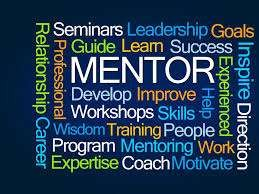 Seminars Leadership Goals
Guide Learn Success
MENTOR
Develop Improve
Workshops Skills
Help
Wisdom Training People
Program Mentoring Work
Expertise Coach Motivate
Relationship
Career
Professional
Experienced
Inspire
Direction